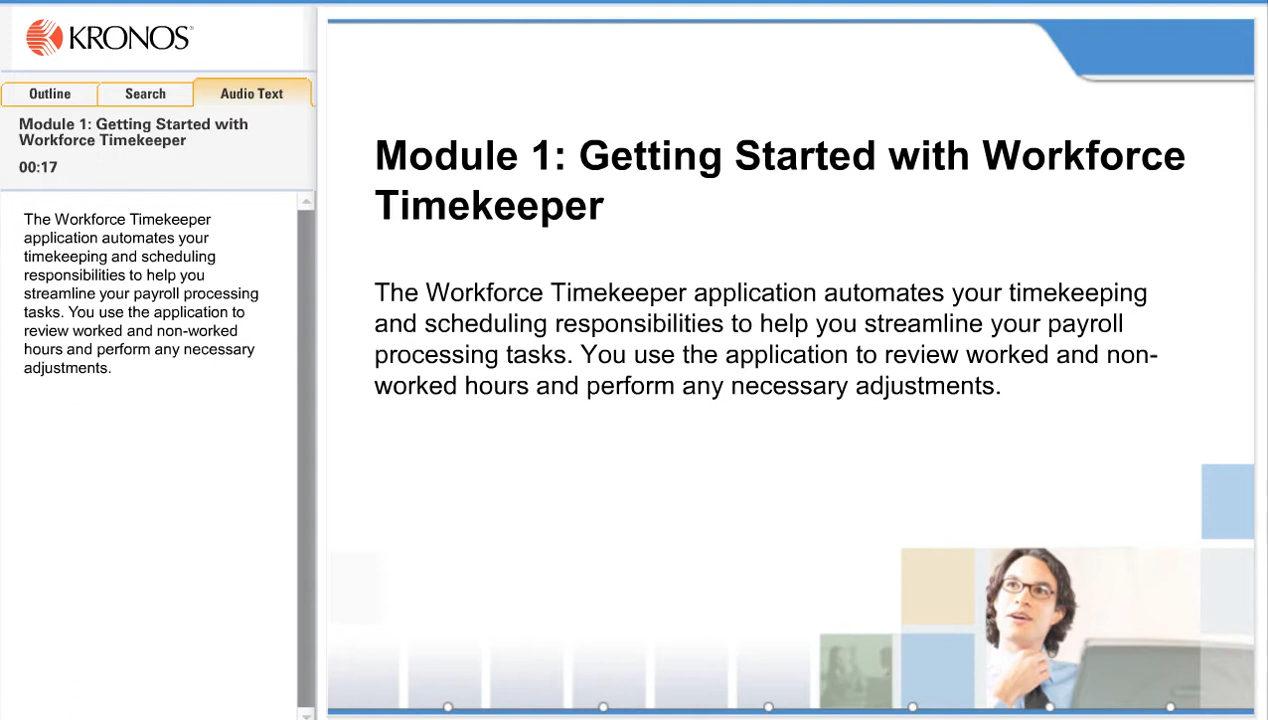 KRONOS
Outline
Search
Audio Text
Module 1: Getting Started with
Workforce Timekeeper
00:17
The Workforce Timekeeper
application automates your
timekeeping and scheduling
responsibilities to help you
streamline your payroll processing
tasks. You use the application to
review worked and non-worked
hours and perform any necessary
adjustments.
Module 1: Getting Started with Workforce
Timekeeper
The Workforce Timekeeper application automates your timekeeping
and scheduling responsibilities to help you streamline your payroll
processing tasks. You use the application to review worked and non-
worked hours and perform any necessary adjustments.